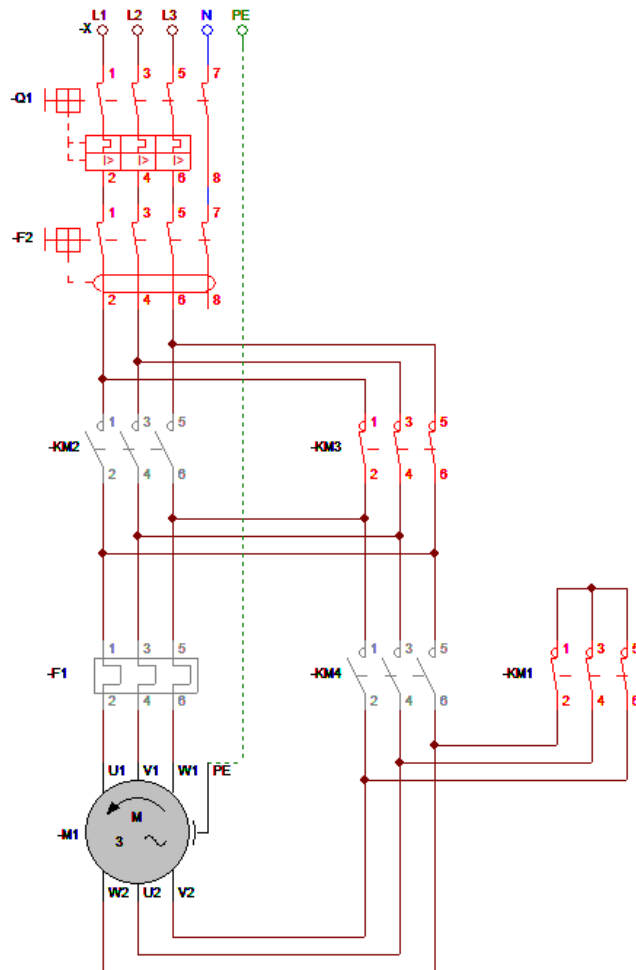 L1 L2 L3 N PE
-X
1 3 5 7
-Q1
I> I> I>
2 4 6 8
1 3 5 7
-F2
2 4 6 8
1 3 5 1 3 5
-KM2 -KM3
2 4 6 2 4 6
1 3 5 1 3 5 1 3 5
-F1 -KM4 -KM1
2 4 6 2 4 6 2 4 6
U1 V1 W1 PE
M
-M1 3
W2 U2 V2